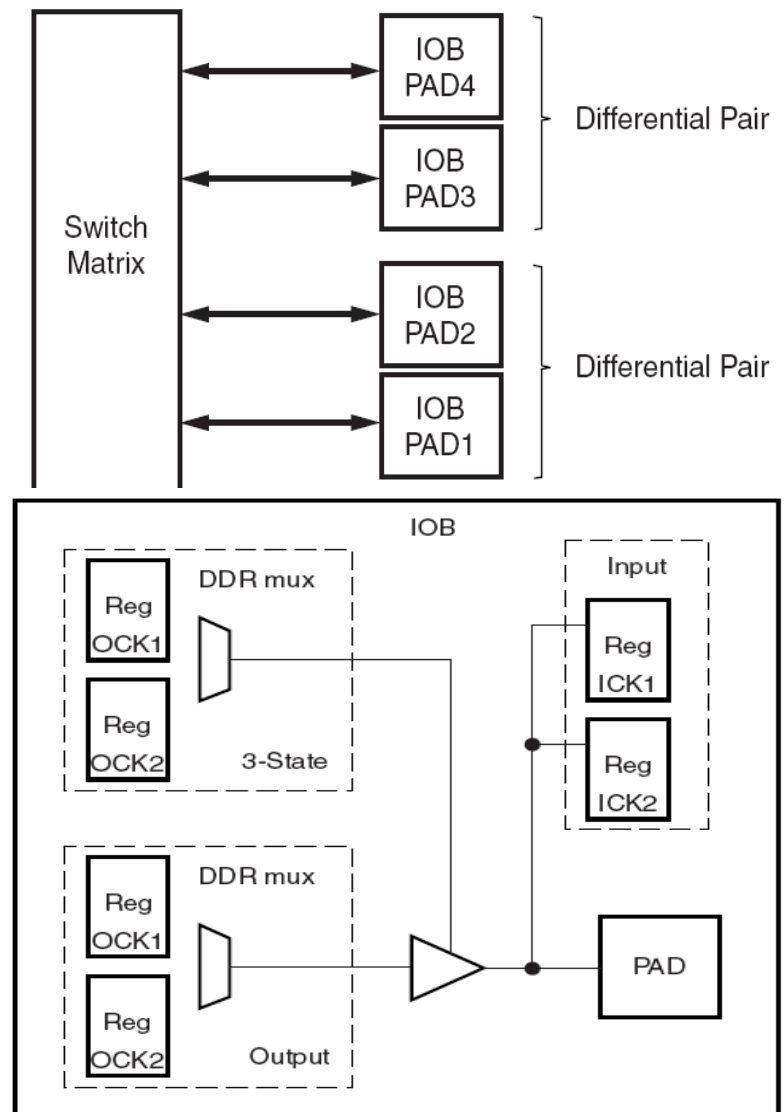 IOB
PAD4
Differential Pair
IOB
PAD3
Switch
Matrix
IOB
PAD2
Differential Pair
IOB
PAD1
IOB
DDR mux
Reg
OCK1
Reg
OCK2
3-State
Input
Reg
ICK1
Reg
ICK2
DDR mux
Reg
OCK1
Reg
OCK2
Output
PAD